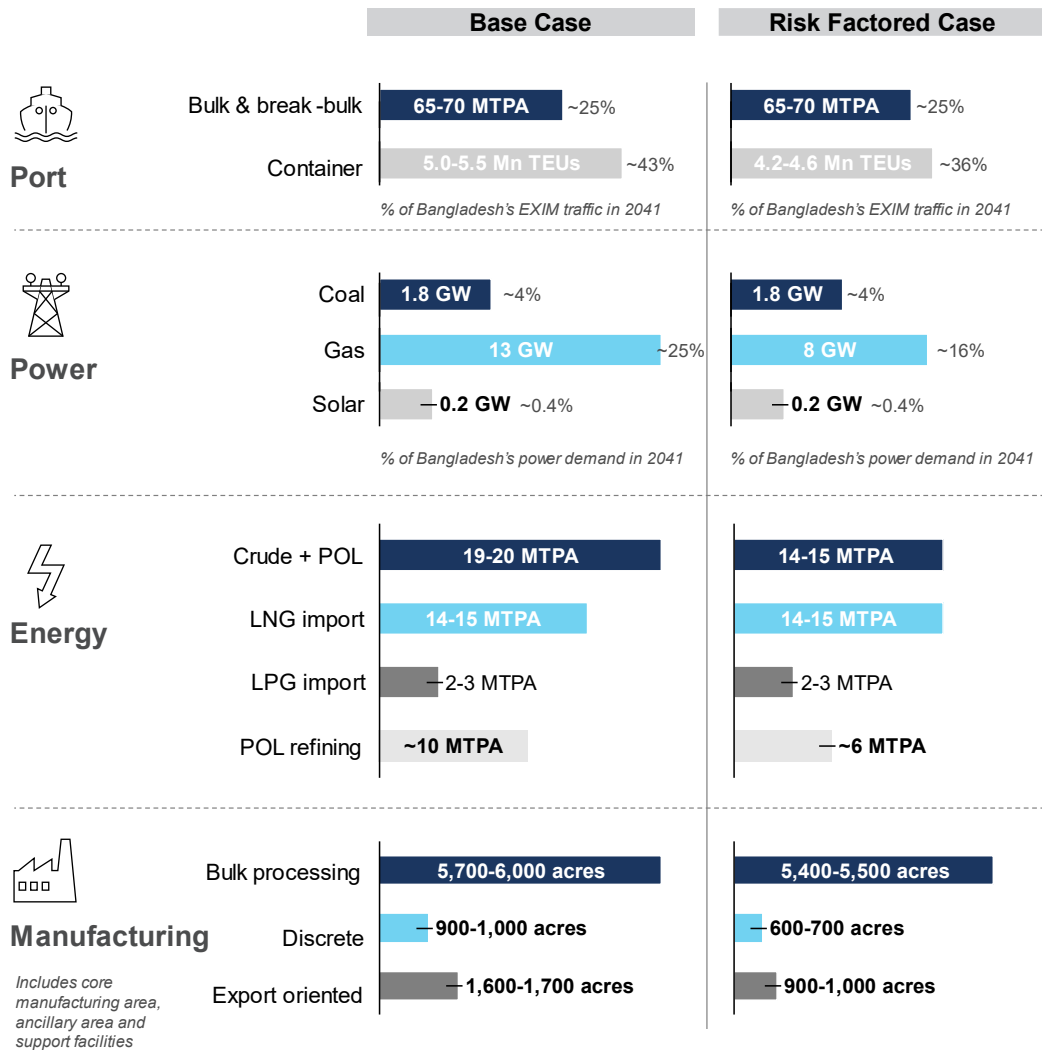 Base Case
Risk Factored Case
Port
Bulk & break -bulk
65-70 MTPA
~25%
65-70 MTPA
~25%
Container
5.0-5.5 Mn TEUs
~43%
4.2-4.6 Mn TEUs
~36%
% of Bangladesh's EXIM traffic in 2041
% of Bangladesh's EXIM traffic in 2041
Power
Coal
1.8 GW
~4%
1.8 GW
~4%
Gas
13 GW
~25%
8 GW
~16%
Solar
0.2 GW
~0.4%
0.2 GW
~0.4%
% of Bangladesh's power demand in 2041
% of Bangladesh's power demand in 2041
Energy
Crude + POL
19-20 MTPA
14-15 MTPA
LNG import
14-15 MTPA
14-15 MTPA
LPG import
2-3 MTPA
2-3 MTPA
POL refining
~10 MTPA
~6 MTPA
Manufacturing
Includes core
manufacturing area,
ancillary area and
support facilities
Bulk processing
5,700-6,000 acres
5,400-5,500 acres
Discrete
900-1,000 acres
600-700 acres
Export oriented
1,600-1,700 acres
900-1,000 acres